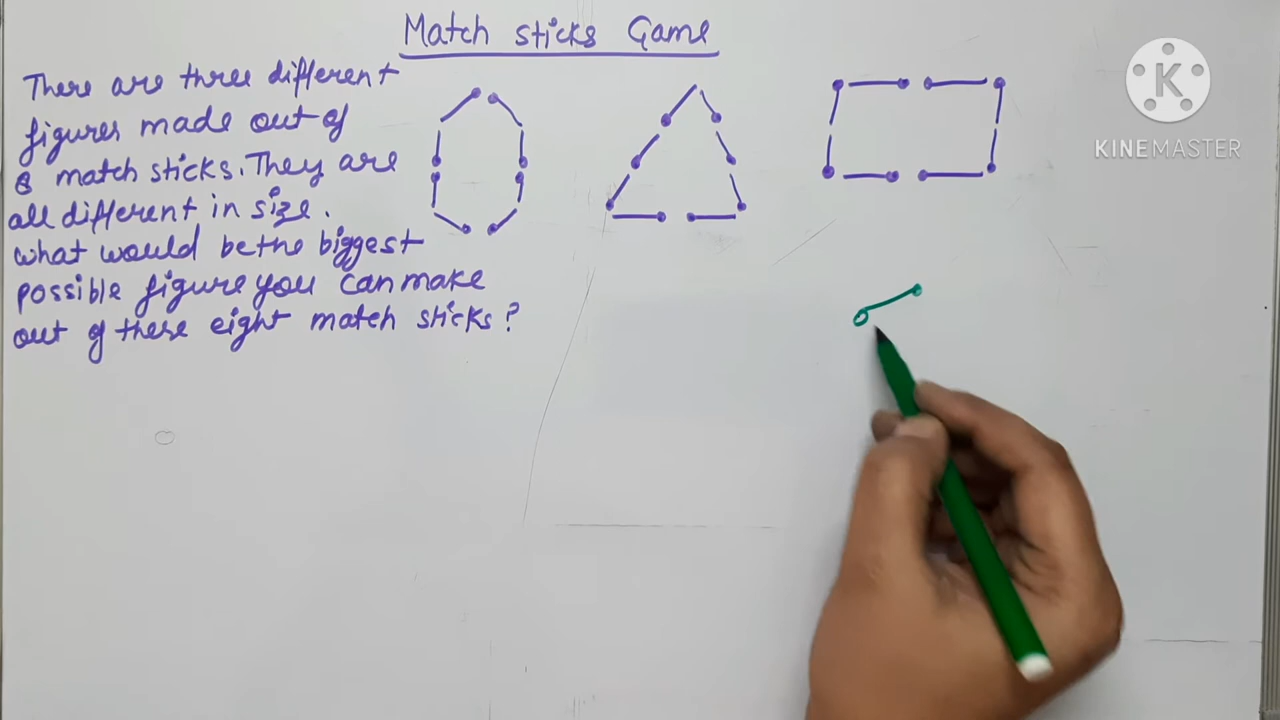 Match sticks Game
There are three different
figures made out of
8 match sticks. They are
all different in size.
what would be the biggest
possible figure you can make
out of these eight match sticks?
K
KINEMASTER